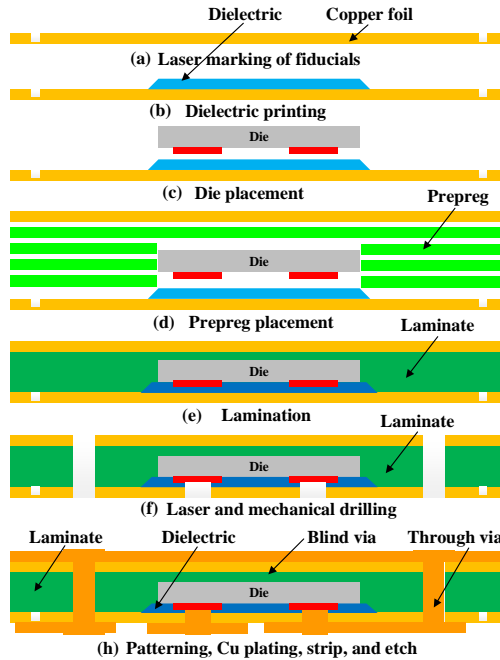 Dielectric Copper foil
(a) Laser marking of fiducials
(b) Dielectric printing
Die
(c) Die placement
Prepreg
Die
(d) Prepreg placement
Laminate
Die
(e) Lamination
Laminate
Die
(f) Laser and mechanical drilling
Laminate Dielectric Blind via Through via
Die
(h) Patterning, Cu plating, strip, and etch